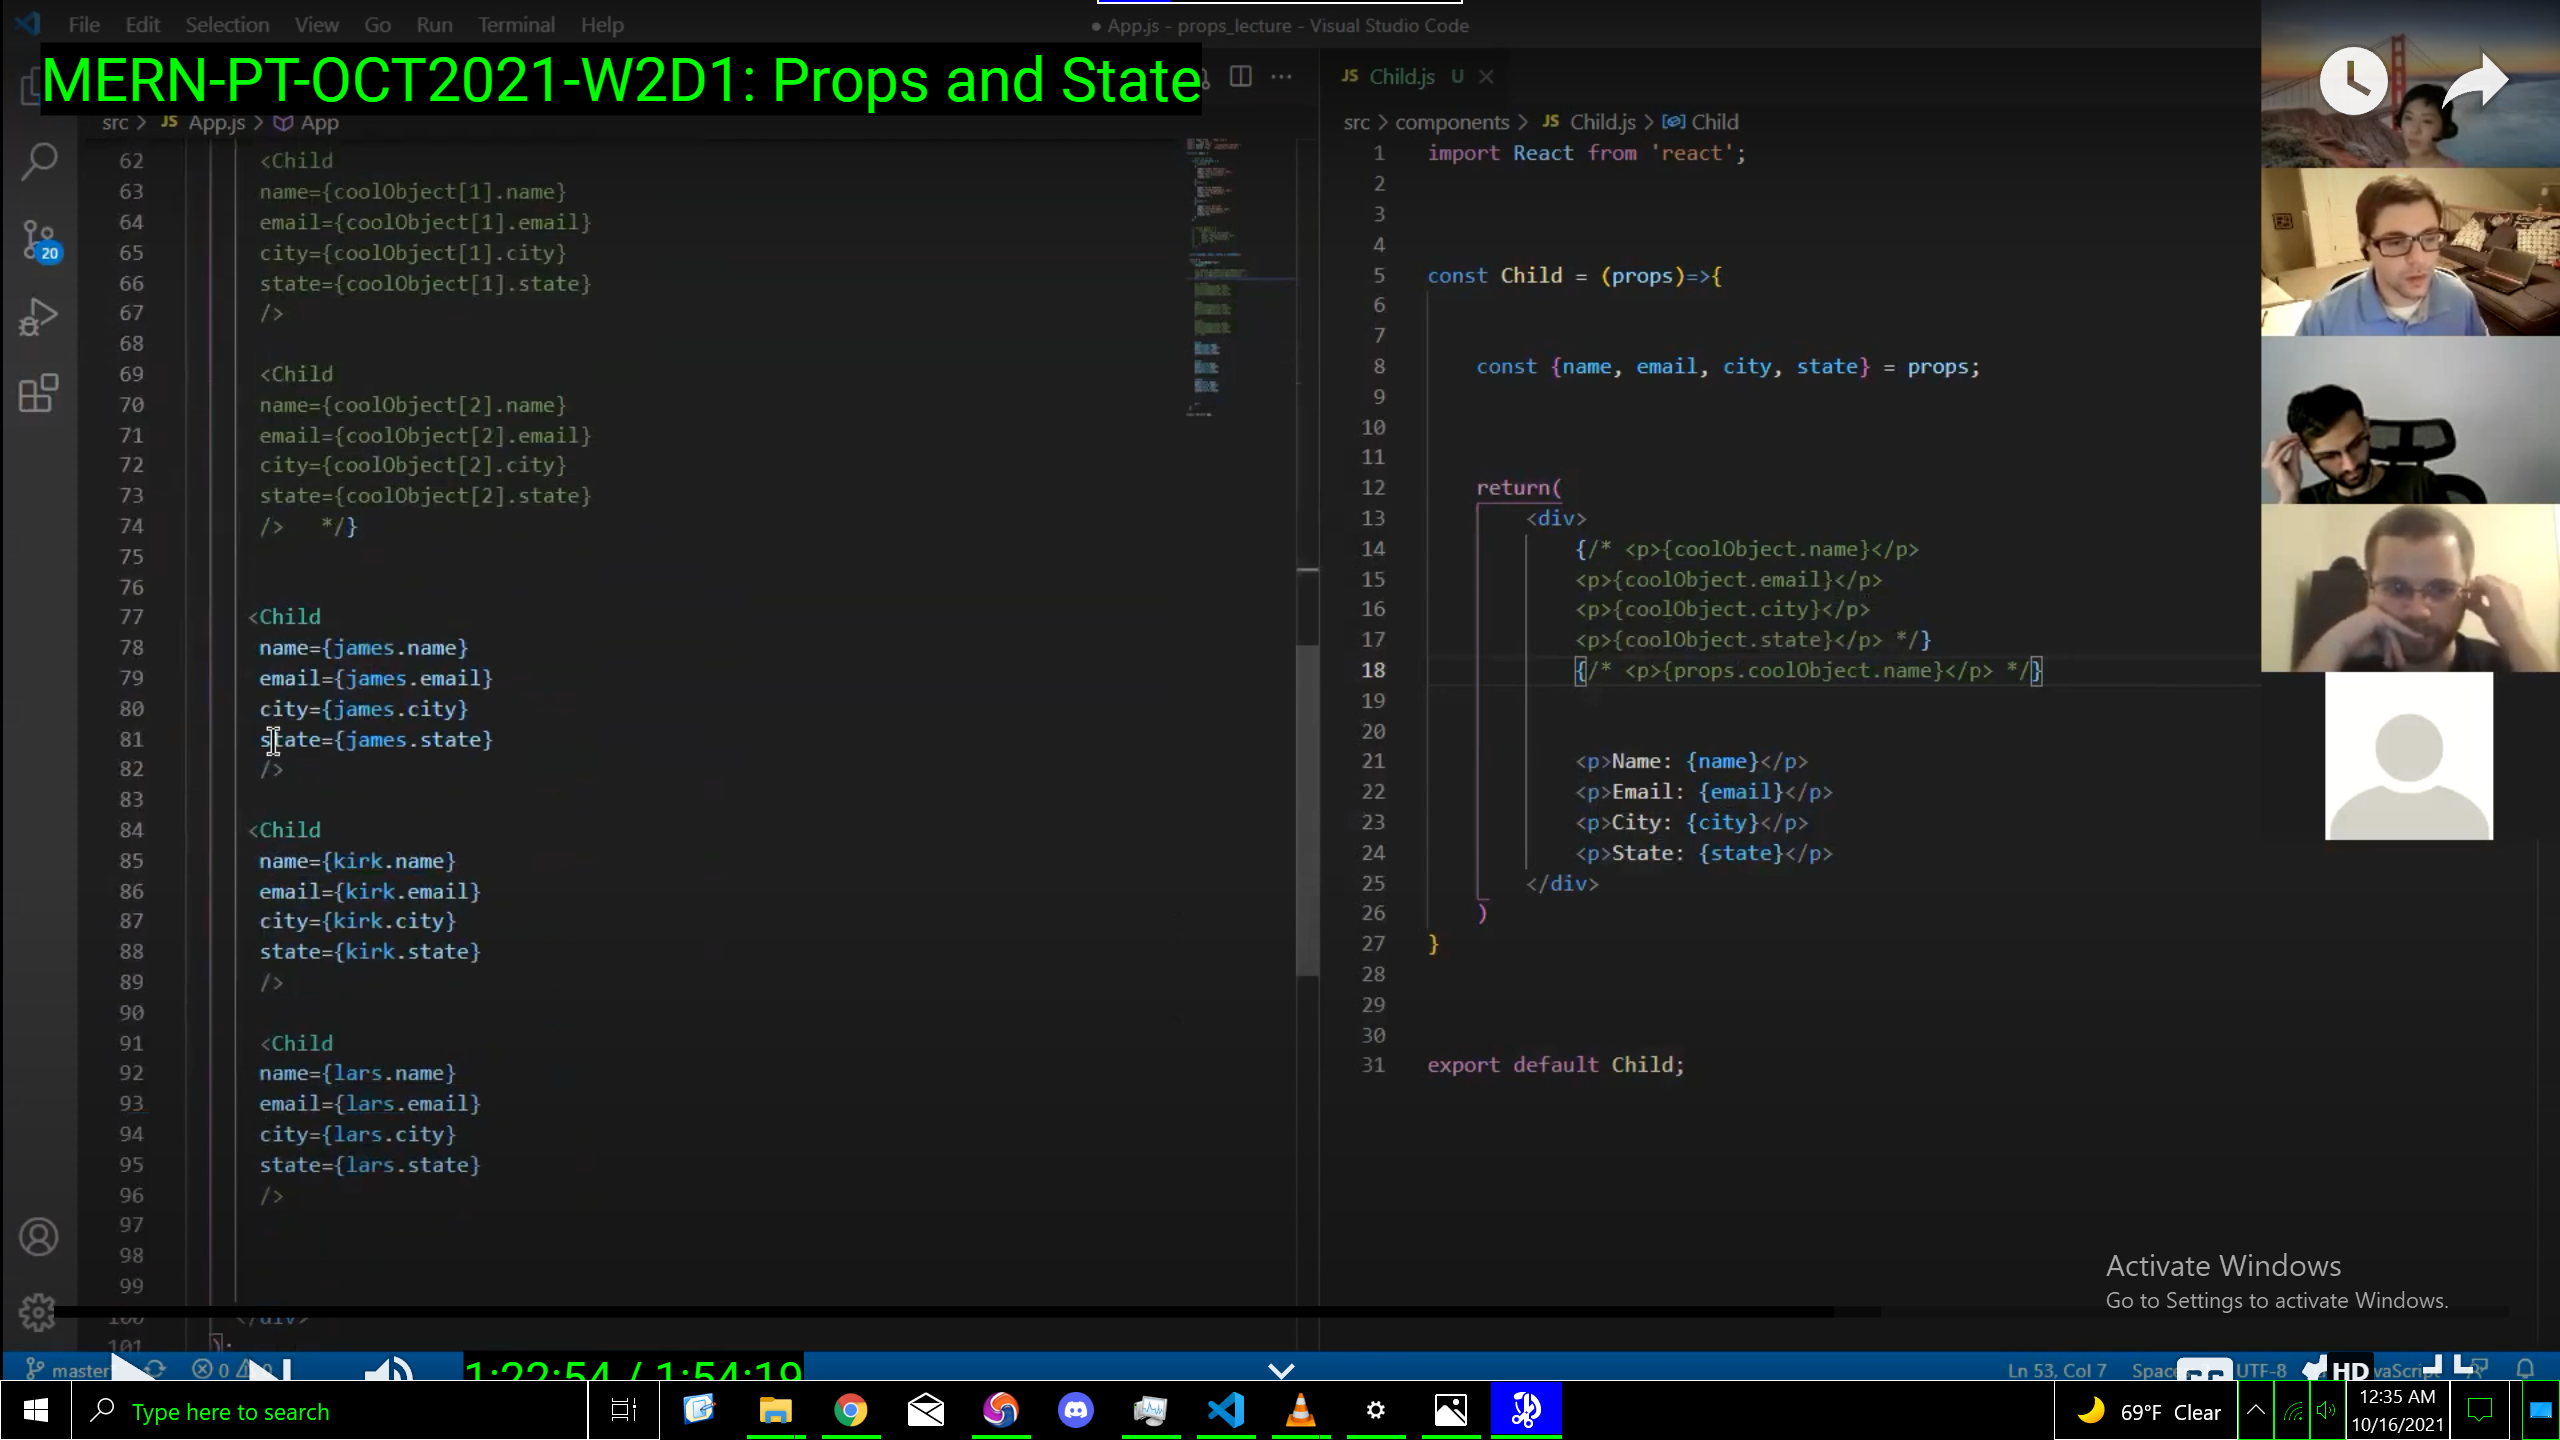 File Edit Selection View Go Run Terminal Help
● App.js - props_lecture - Visual Studio Code
MERN-PT-OCT2021-W2D1: Props and State
src > JS App.js > App
62 <Child
63 name={coolObject[1].name}
64 email={coolObject[1].email}
65 city={coolObject[1].city}
66 state={coolObject[1].state}
67 />
68
69 <Child
70 name={coolObject[2].name}
71 email={coolObject[2].email}
72 city={coolObject[2].city}
73 state={coolObject[2].state}
74 /> */}
75
76
77 <Child
78 name={james.name}
79 email={james.email}
80 city={james.city}
81 state={james.state}
82 />
83
84 <Child
85 name={kirk.name}
86 email={kirk.email}
87 city={kirk.city}
88 state={kirk.state}
89 />
90
91 <Child
92 name={lars.name}
93 email={lars.email}
94 city={lars.city}
95 state={lars.state}
96 />
97
98
99
100 </div>
101 );
20
JS Child.js U
src > components > JS Child.js > Child
1 import React from 'react';
2
3
4
5 const Child = (props)=>{
6
7
8 const {name, email, city, state} = props;
9
10
11
12 return(
13 <div>
14 {/* <p>{coolObject.name}</p>
15 <p>{coolObject.email}</p>
16 <p>{coolObject.city}</p>
17 <p>{coolObject.state}</p> */}
18 {/* <p>{props.coolObject.name}</p> */}
19
20
21 <p>Name: {name}</p>
22 <p>Email: {email}</p>
23 <p>City: {city}</p>
24 <p>State: {state}</p>
25 </div>
26 )
27 }
28
29
30
31 export default Child;
Activate Windows
Go to Settings to activate Windows.
master 0 1:22:54 / 1:54:19 Ln 53, Col 7 UTF-8 HD
Type here to search
69°F Clear
12:35 AM
10/16/2021